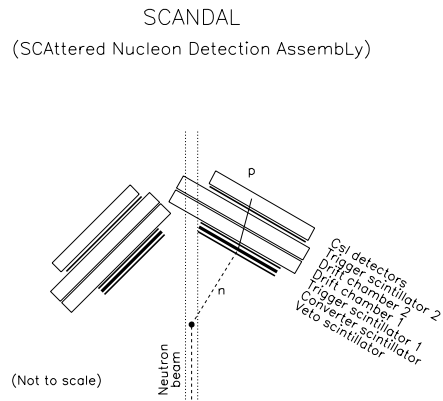 SCANDAL
(SCAttered Nucleon Detection AssembLy)
p
CsI detectors
Trigger scintillator 2
Drift chamber 2
Drift chamber 1
Trigger scintillator 1
Converter scintillator
Veto scintillator
n
Neutron
beam
(Not to scale)